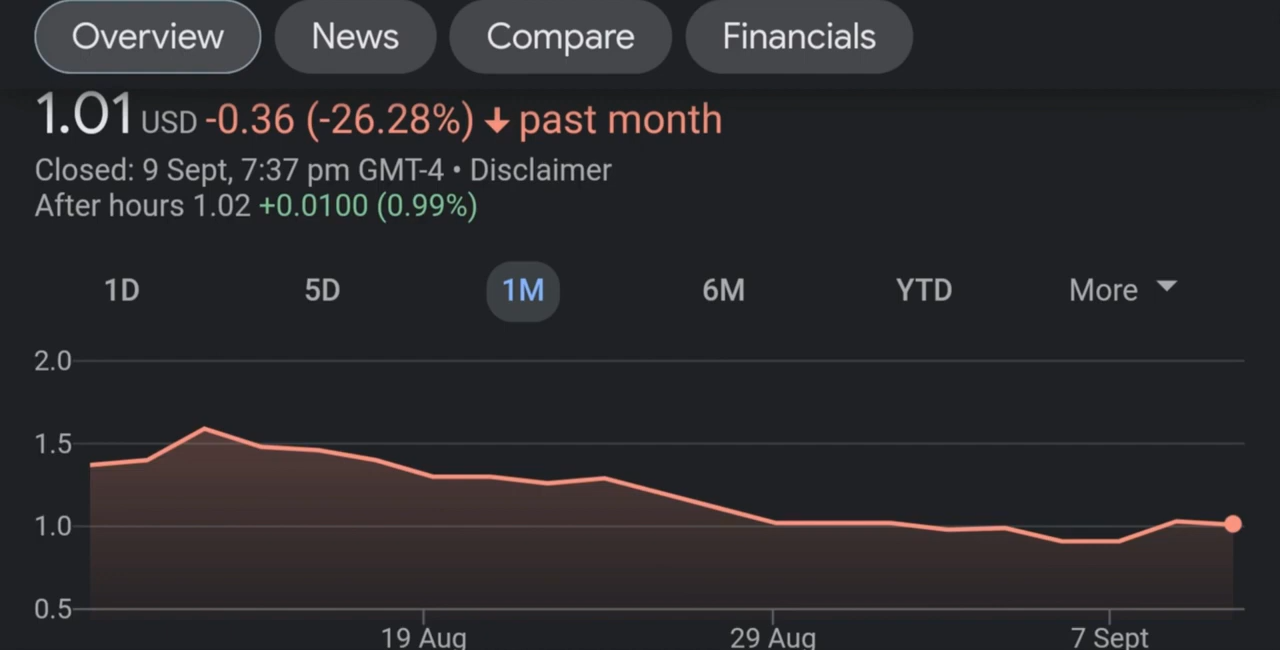 Overview News Compare Financials
1.01 USD -0.36 (-26.28%) ↓ past month
Closed: 9 Sept, 7:37 pm GMT-4 • Disclaimer
After hours 1.02 +0.0100 (0.99%)
1D 5D 1M 6M YTD More
2.0
1.5
1.0
0.5
19 Aug 29 Aug 7 Sept